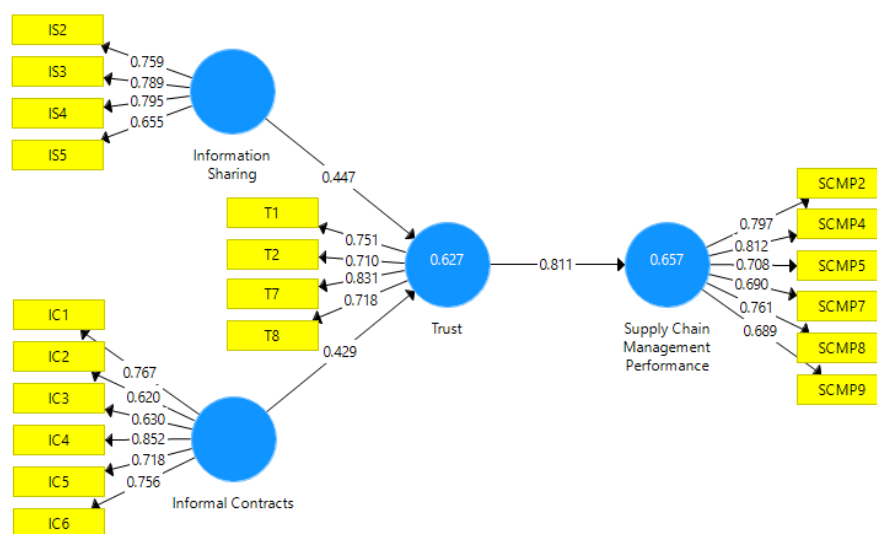 IS2
IS3
IS4
IS5
0.759
0.789
0.795
0.655
Information
Sharing
0.447
T1
T2
T7
T8
0.751
0.710
0.831
0.718
0.627
Trust
0.811
0.657
Supply Chain
Management
Performance
0.797
0.812
0.708
0.690
0.761
0.689
SCMP2
SCMP4
SCMP5
SCMP7
SCMP8
SCMP9
0.429
IC1
IC2
IC3
IC4
IC5
IC6
0.767
0.620
0.630
0.852
0.718
0.756
Informal Contracts